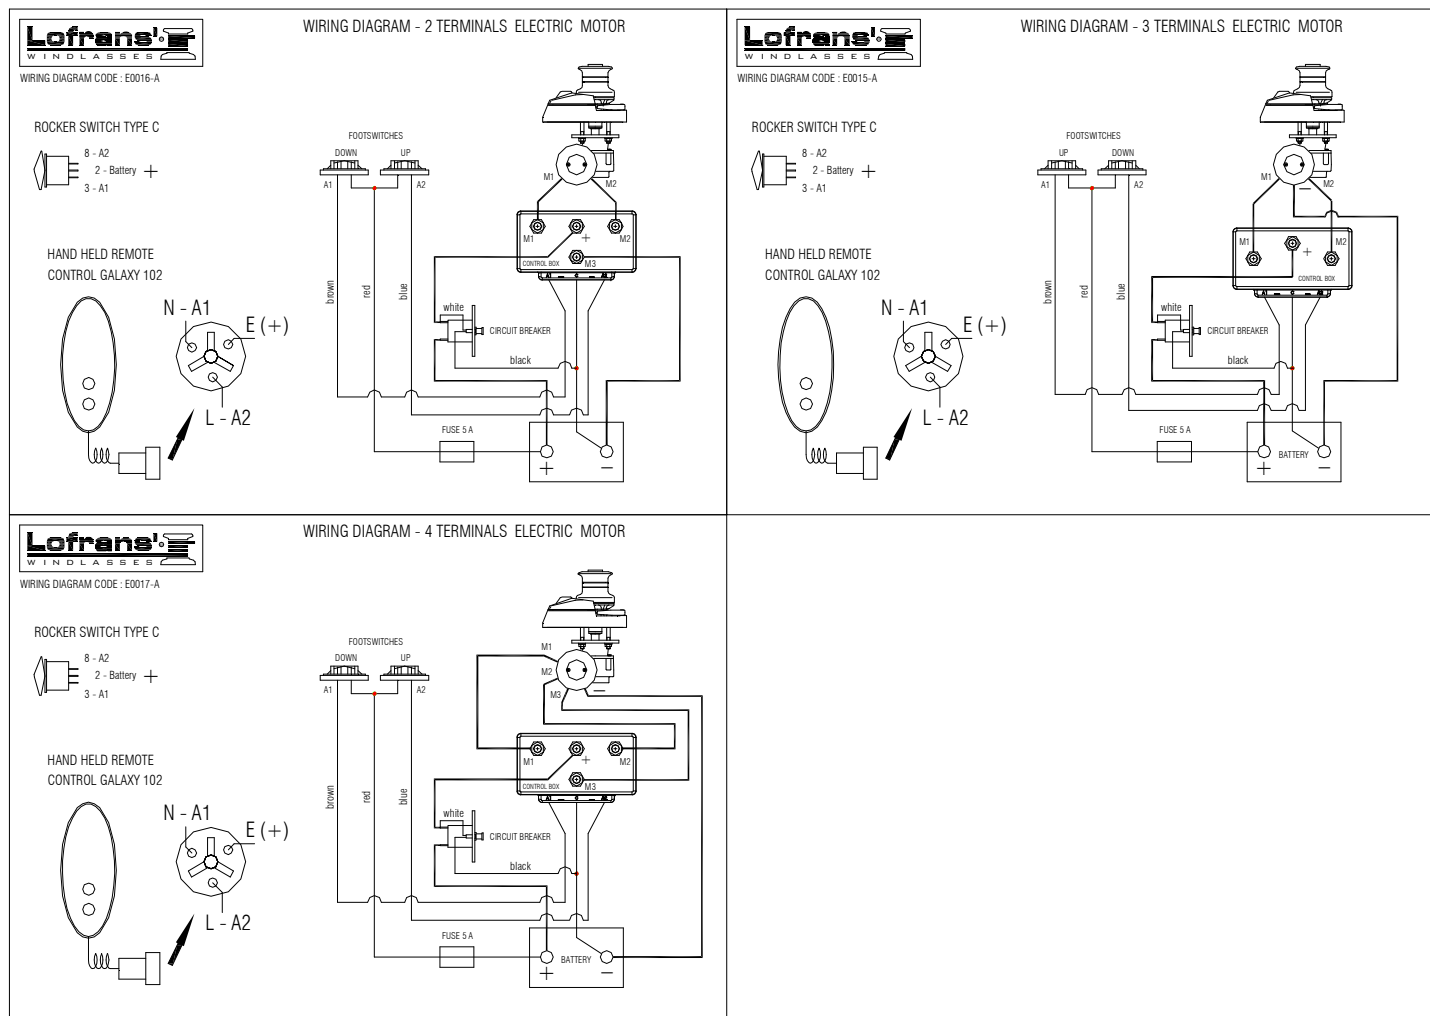 WIRING DIAGRAM - 2 TERMINALS ELECTRIC MOTOR
Lofrans'
WINDLASSES
WIRING DIAGRAM CODE : E0016-A
ROCKER SWITCH TYPE C
8 - A2
2 - Battery +
3 - A1
FOOTSWITCHES
DOWN UP
A1 A2
M1 M2
M1 + M2
CONTROL BOX M3
A1 - C - A2
HAND HELD REMOTE
CONTROL GALAXY 102
brown red blue
white
CIRCUIT BREAKER
black
N - A1
E (+)
L - A2
FUSE 5 A
+ -
WIRING DIAGRAM - 3 TERMINALS ELECTRIC MOTOR
Lofrans'
WINDLASSES
WIRING DIAGRAM CODE : E0015-A
ROCKER SWITCH TYPE C
8 - A2
2 - Battery +
3 - A1
FOOTSWITCHES
UP DOWN
A1 A2
M1 - M2
M1 + M2
CONTROL BOX
A1 - C - A2
HAND HELD REMOTE
CONTROL GALAXY 102
brown red blue
white
CIRCUIT BREAKER
black
N - A1
E (+)
L - A2
FUSE 5 A
BATTERY
+ -
WIRING DIAGRAM - 4 TERMINALS ELECTRIC MOTOR
Lofrans'
WINDLASSES
WIRING DIAGRAM CODE : E0017-A
ROCKER SWITCH TYPE C
8 - A2
2 - Battery +
3 - A1
FOOTSWITCHES
DOWN UP
A1 A2
M1
M2
M3 -
M1 + M2
CONTROL BOX M3
A1 - C - A2
HAND HELD REMOTE
CONTROL GALAXY 102
brown red blue
white
CIRCUIT BREAKER
black
N - A1
E (+)
L - A2
FUSE 5 A
BATTERY
+ -